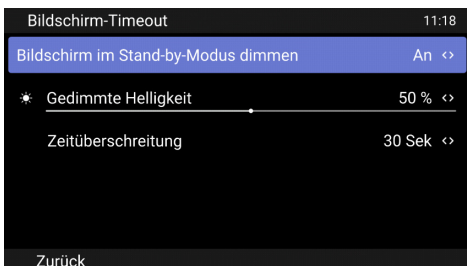 Bildschirm-Timeout 11:18
Bildschirm im Stand-by-Modus dimmen An <>
Gedimmte Helligkeit 50 % <>
Zeitüberschreitung 30 Sek <>
Zurück